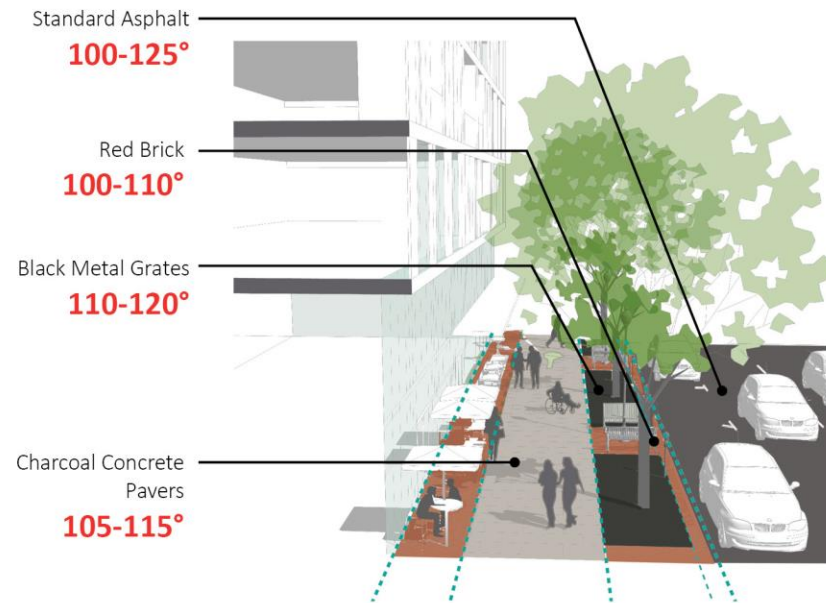 Standard Asphalt
100-125°
Red Brick
100-110°
Black Metal Grates
110-120°
Charcoal Concrete
Pavers
105-115°